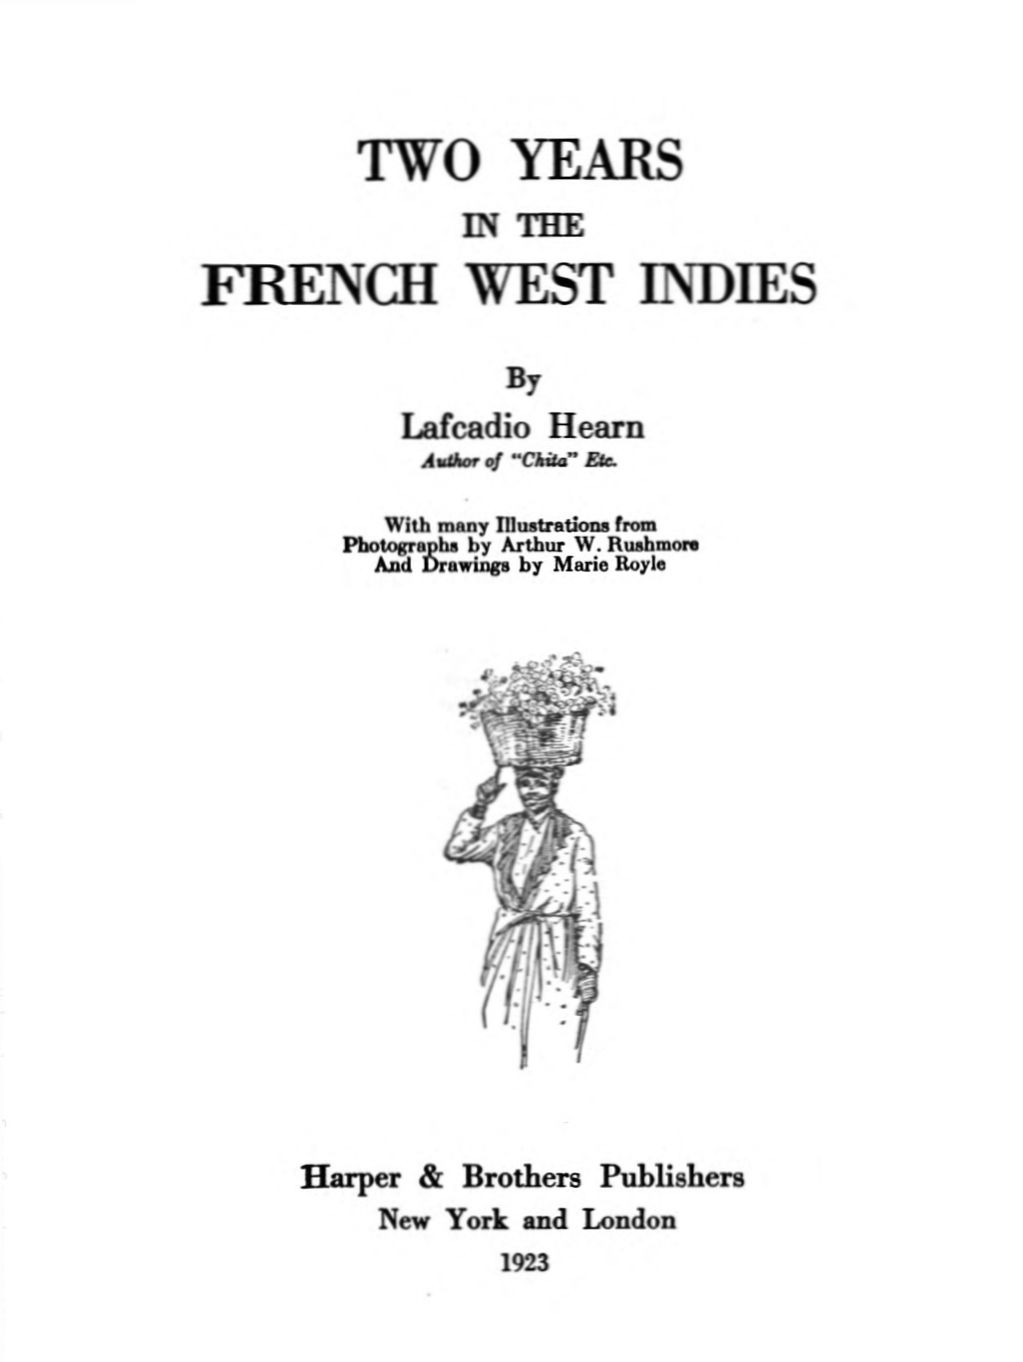 TWO YEARS
IN THE
FRENCH WEST INDIES
By
Lafcadio Hearn
Author of "Chita" Etc.
With many Illustrations from
Photographs by Arthur W. Rushmore
And Drawings by Marie Royle
Harper & Brothers Publishers
New York and London
1923